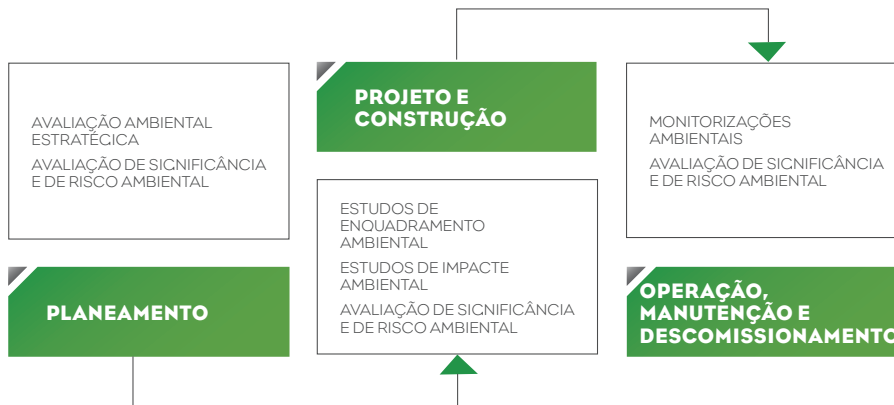 AVALIAÇÃO AMBIENTAL
ESTRATÉGICA
AVALIAÇÃO DE SIGNIFICÂNCIA
E DE RISCO AMBIENTAL
PLANEAMENTO
PROJETO E
CONSTRUÇÃO
ESTUDOS DE
ENQUADRAMENTO
AMBIENTAL
ESTUDOS DE IMPACTE
AMBIENTAL
AVALIAÇÃO DE SIGNIFICÂNCIA
E DE RISCO AMBIENTAL
MONITORIZAÇÕES
AMBIENTAIS
AVALIAÇÃO DE SIGNIFICÂNCIA
E DE RISCO AMBIENTAL
OPERAÇÃO,
MANUTENÇÃO E
DESCOMISSIONAMENTO